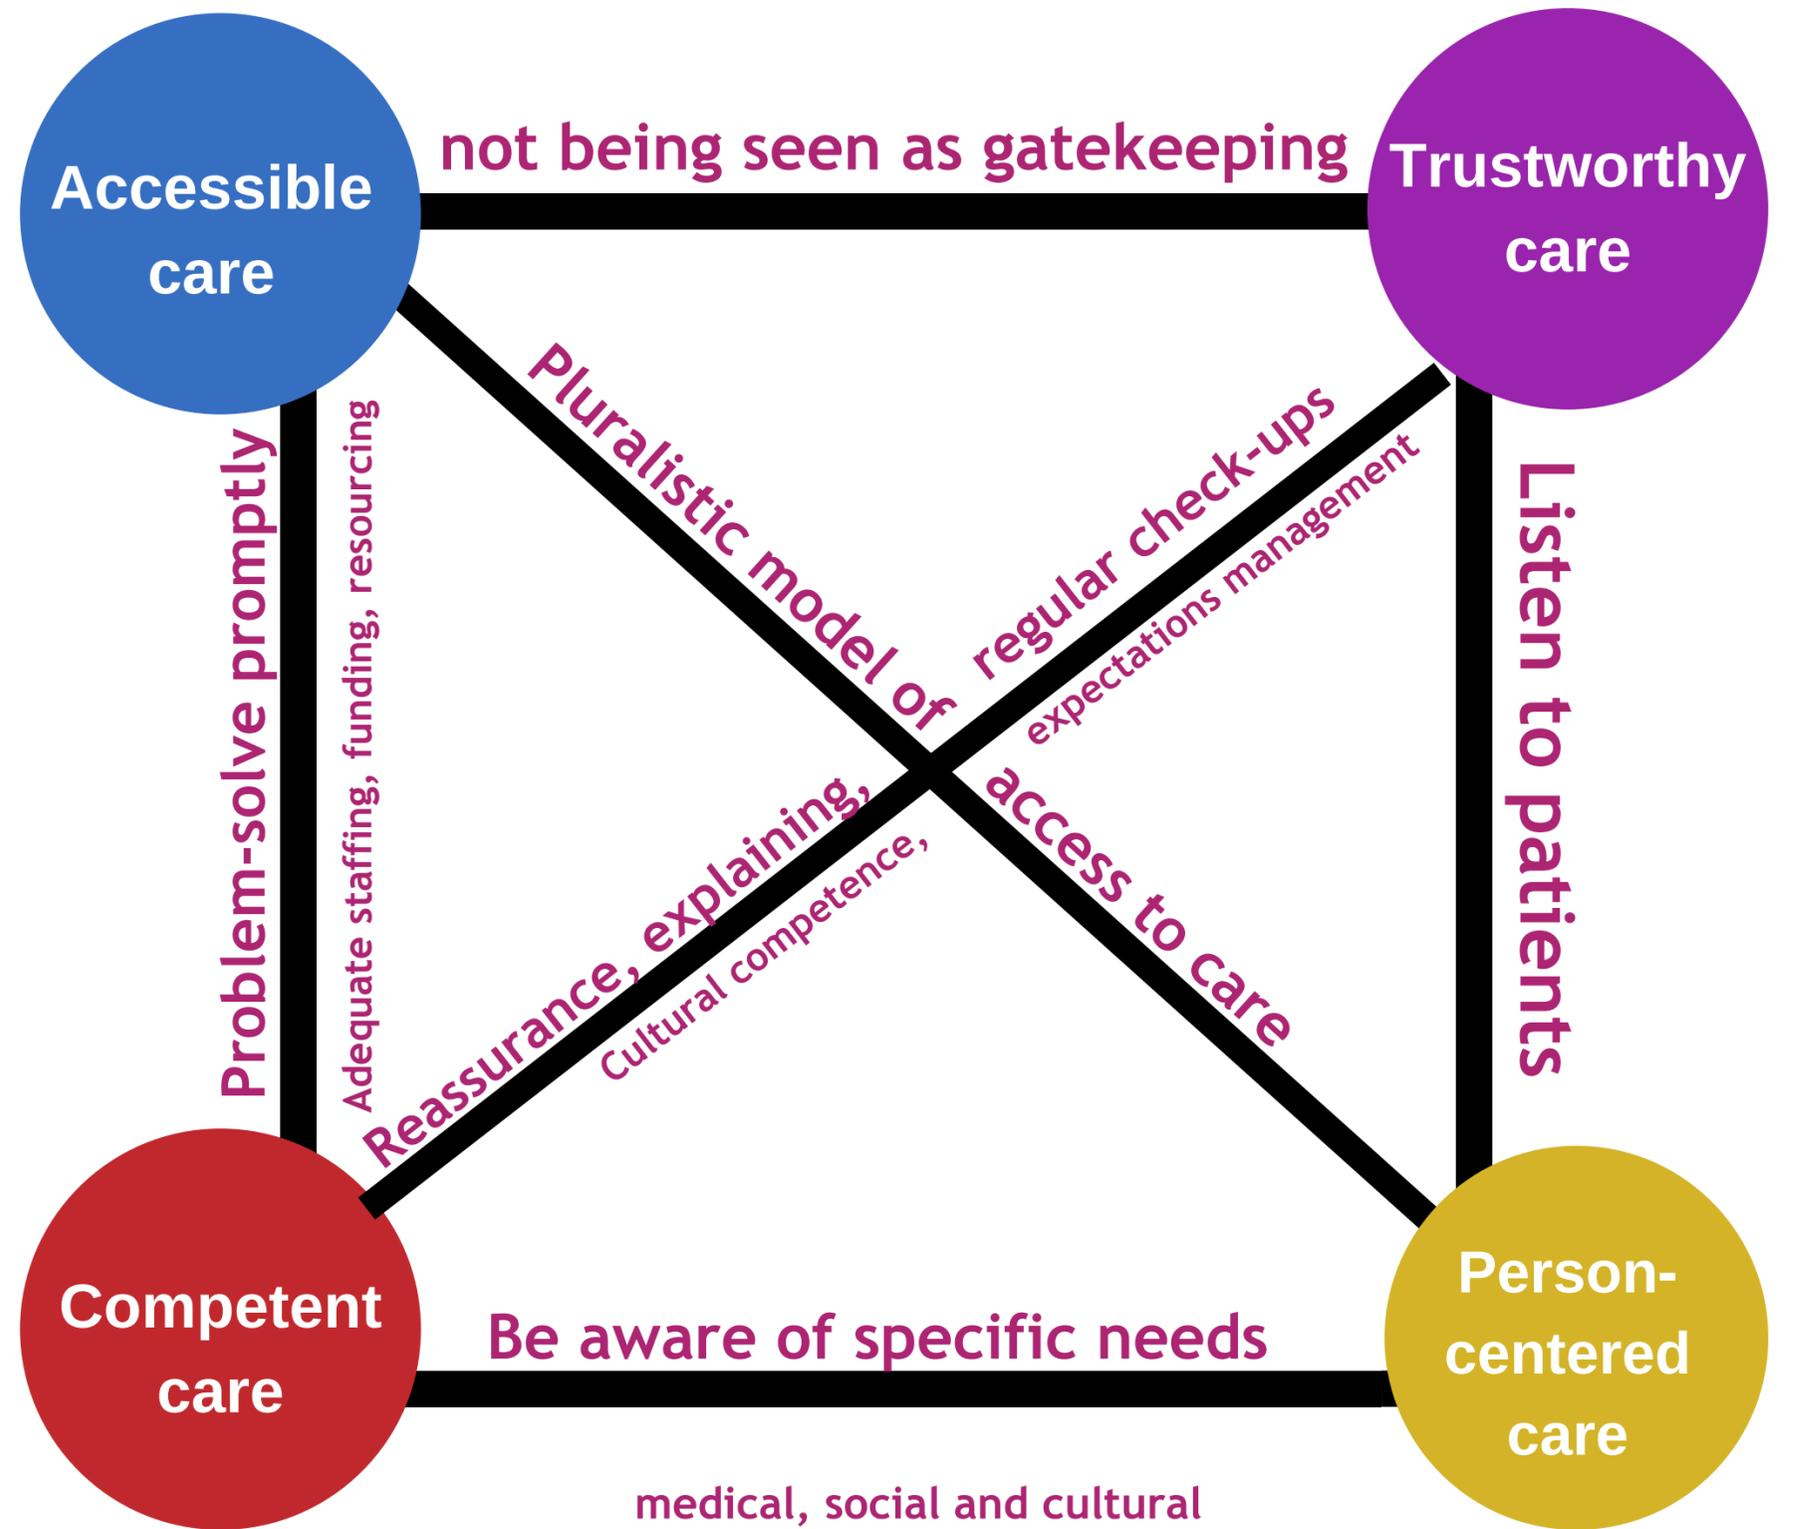 not being seen as gatekeeping
Accessible
care
Trustworthy
care
Pluralistic model of
access to care
regular check-ups
expectations management
Problem-solve promptly
Adequate staffing, funding, resourcing
Listen to patients
Reassurance, explaining,
Cultural competence,
Competent
care
Be aware of specific needs
Person-
centered
care
medical, social and cultural